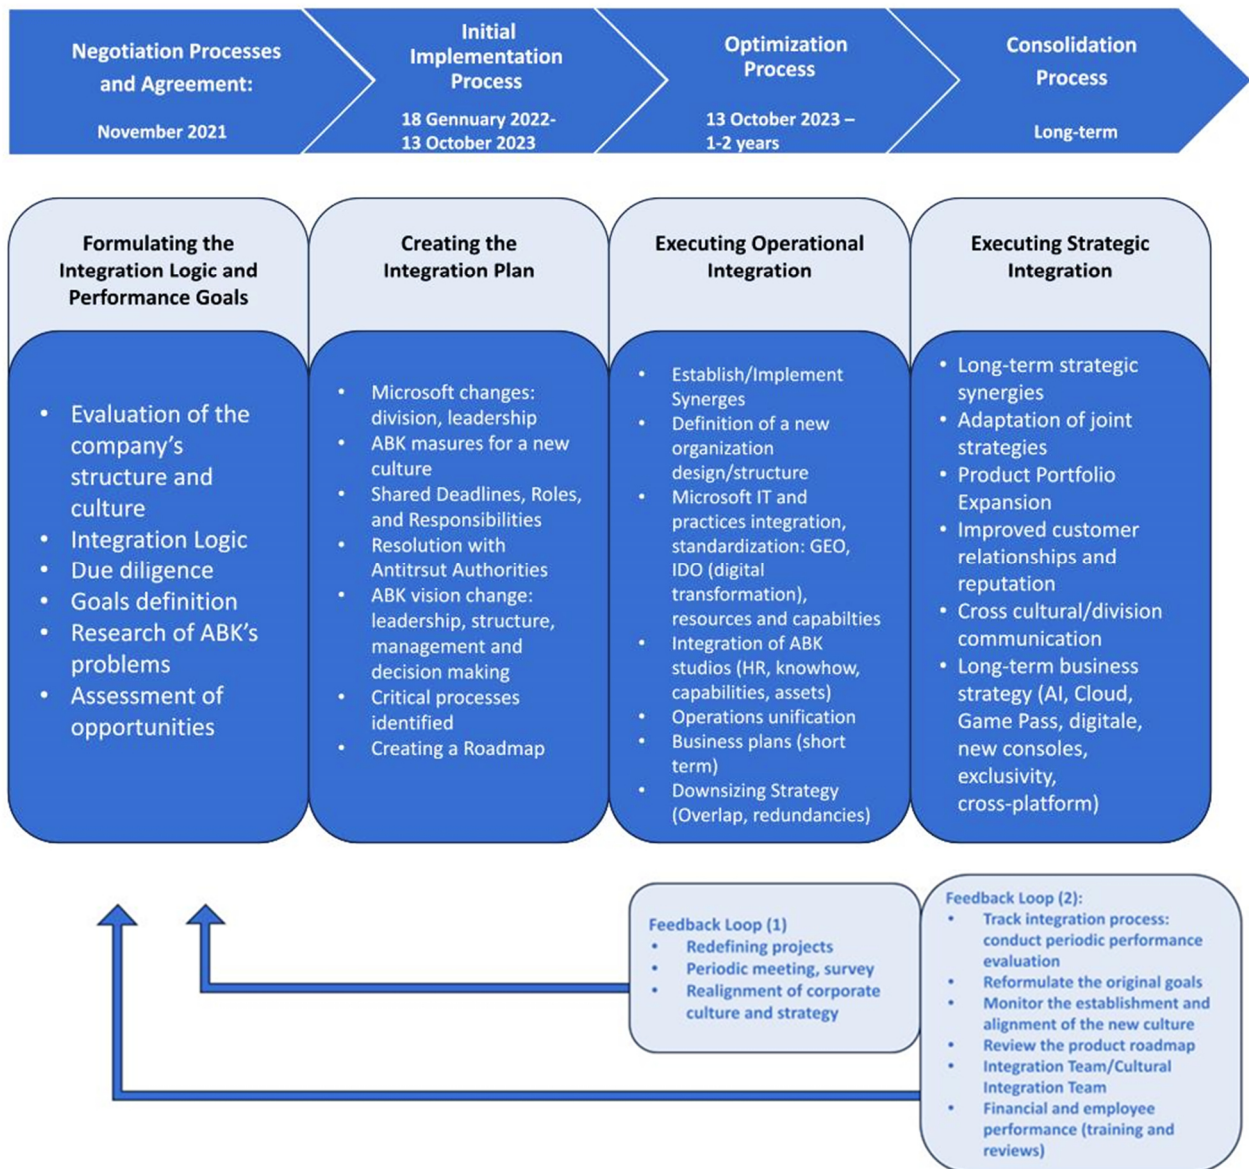 Negotiation Processes
and Agreement:
November 2021
Initial
Implementation
Process
18 Gennuary 2022-
13 October 2023
Optimization
Process
13 October 2023 –
1-2 years
Consolidation
Process
Long-term
Formulating the
Integration Logic and
Performance Goals
• Evaluation of the
company's
structure and
culture
• Integration Logic
• Due diligence
• Goals definition
• Research of ABK's
problems
• Assessment of
opportunities
Creating the
Integration Plan
• Microsoft changes:
division, leadership
• ABK masures for a new
culture
• Shared Deadlines, Roles,
and Responsibilities
• Resolution with
Antitrsut Authorities
• ABK vision change:
leadership, structure,
management and
decision making
• Critical processes
identified
• Creating a Roadmap
Executing Operational
Integration
• Establish/Implement
Synerges
• Definition of a new
organization
design/structure
• Microsoft IT and
practices integration,
standardization: GEO,
IDO (digital
transformation),
resources and capabilties
• Integration of ABK
studios (HR, knowhow,
capabilities, assets)
• Operations unification
• Business plans (short
term)
• Downsizing Strategy
(Overlap, redundancies)
Executing Strategic
Integration
• Long-term strategic
synergies
• Adaptation of joint
strategies
• Product Portfolio
Expansion
• Improved customer
relationships and
reputation
• Cross cultural/division
communication
• Long-term business
strategy (AI, Cloud,
Game Pass, digitale,
new consoles,
exclusivity,
cross-platform)
Feedback Loop (1)
• Redefining projects
• Periodic meeting, survey
• Realignment of corporate
culture and strategy
Feedback Loop (2):
• Track integration process:
conduct periodic performance
evaluation
• Reformulate the original goals
• Monitor the establishment and
alignment of the new culture
• Review the product roadmap
• Integration Team/Cultural
Integration Team
• Financial and employee
performance (training and
reviews)